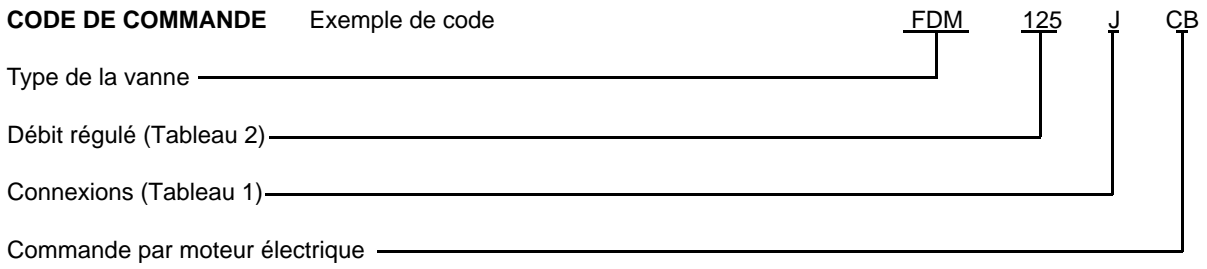 CODE DE COMMANDE Exemple de code FDM 125 J CB
Type de la vanne
Débit régulé (Tableau 2)
Connexions (Tableau 1)
Commande par moteur électrique